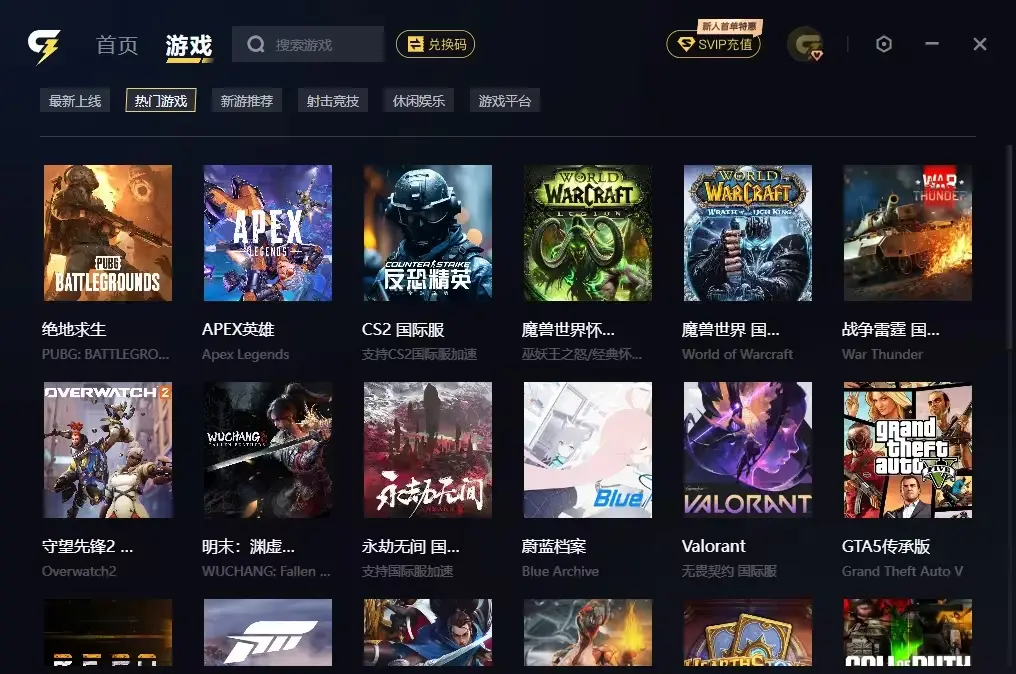 首页
游戏
搜索游戏
兑换码
新人首单特惠
SVIP充值
最新上线
热门游戏
新游推荐
射击竞技
休闲娱乐
游戏平台
PUBG
BATTLEGROUNDS
APEX
LEGENDS
COUNTER STRIKE
反恐精英
WORLD
WARCRAFT
LEGION
WORLD
WARCRAFT
WRATH of the LICH KING
WAR
THUNDER
绝地求生
APEX英雄
CS2 国际服
魔兽世界怀...
魔兽世界 国...
战争雷霆 国...
PUBG: BATTLEGRO...
Apex Legends
支持CS2国际服加速
巫妖王之怒/经典怀...
World of Warcraft
War Thunder
OVERWATCH 2
WUCHANG
FALLEN FEATHERS
永劫无间
Blue
VALORANT
grand
theft
auto
V
守望先锋2 ...
明末：渊虚...
永劫无间 国...
蔚蓝档案
Valorant
GTA5传承版
Overwatch2
WUCHANG: Fallen ...
支持国际服加速
Blue Archive
无畏契约 国际服
Grand Theft Auto V
HEARTHSTONE
CALL OF DUTY